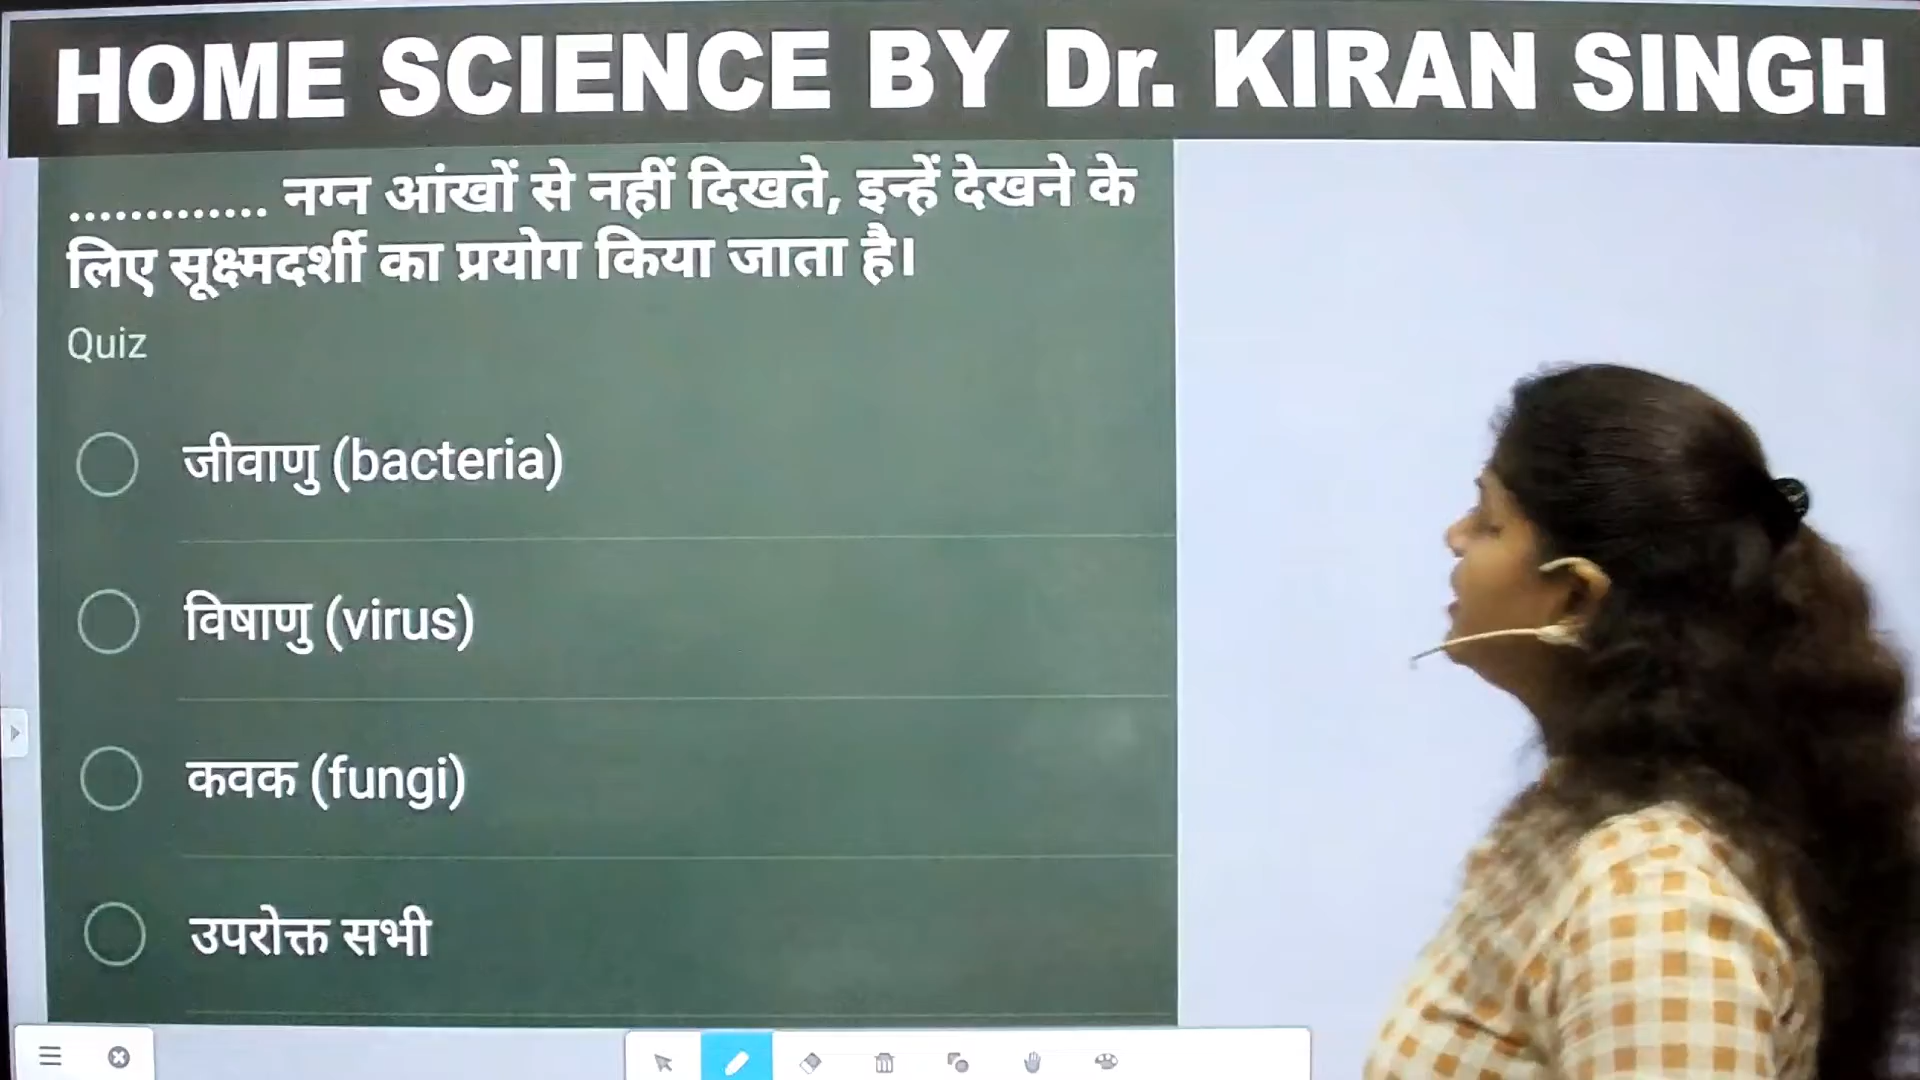 HOME SCIENCE BY Dr. KIRAN SINGH
............. नग्न आंखों से नहीं दिखते, इन्हें देखने के
लिए सूक्ष्मदर्शी का प्रयोग किया जाता है।
Quiz
जीवाणु (bacteria)
विषाणु (virus)
कवक (fungi)
उपरोक्त सभी